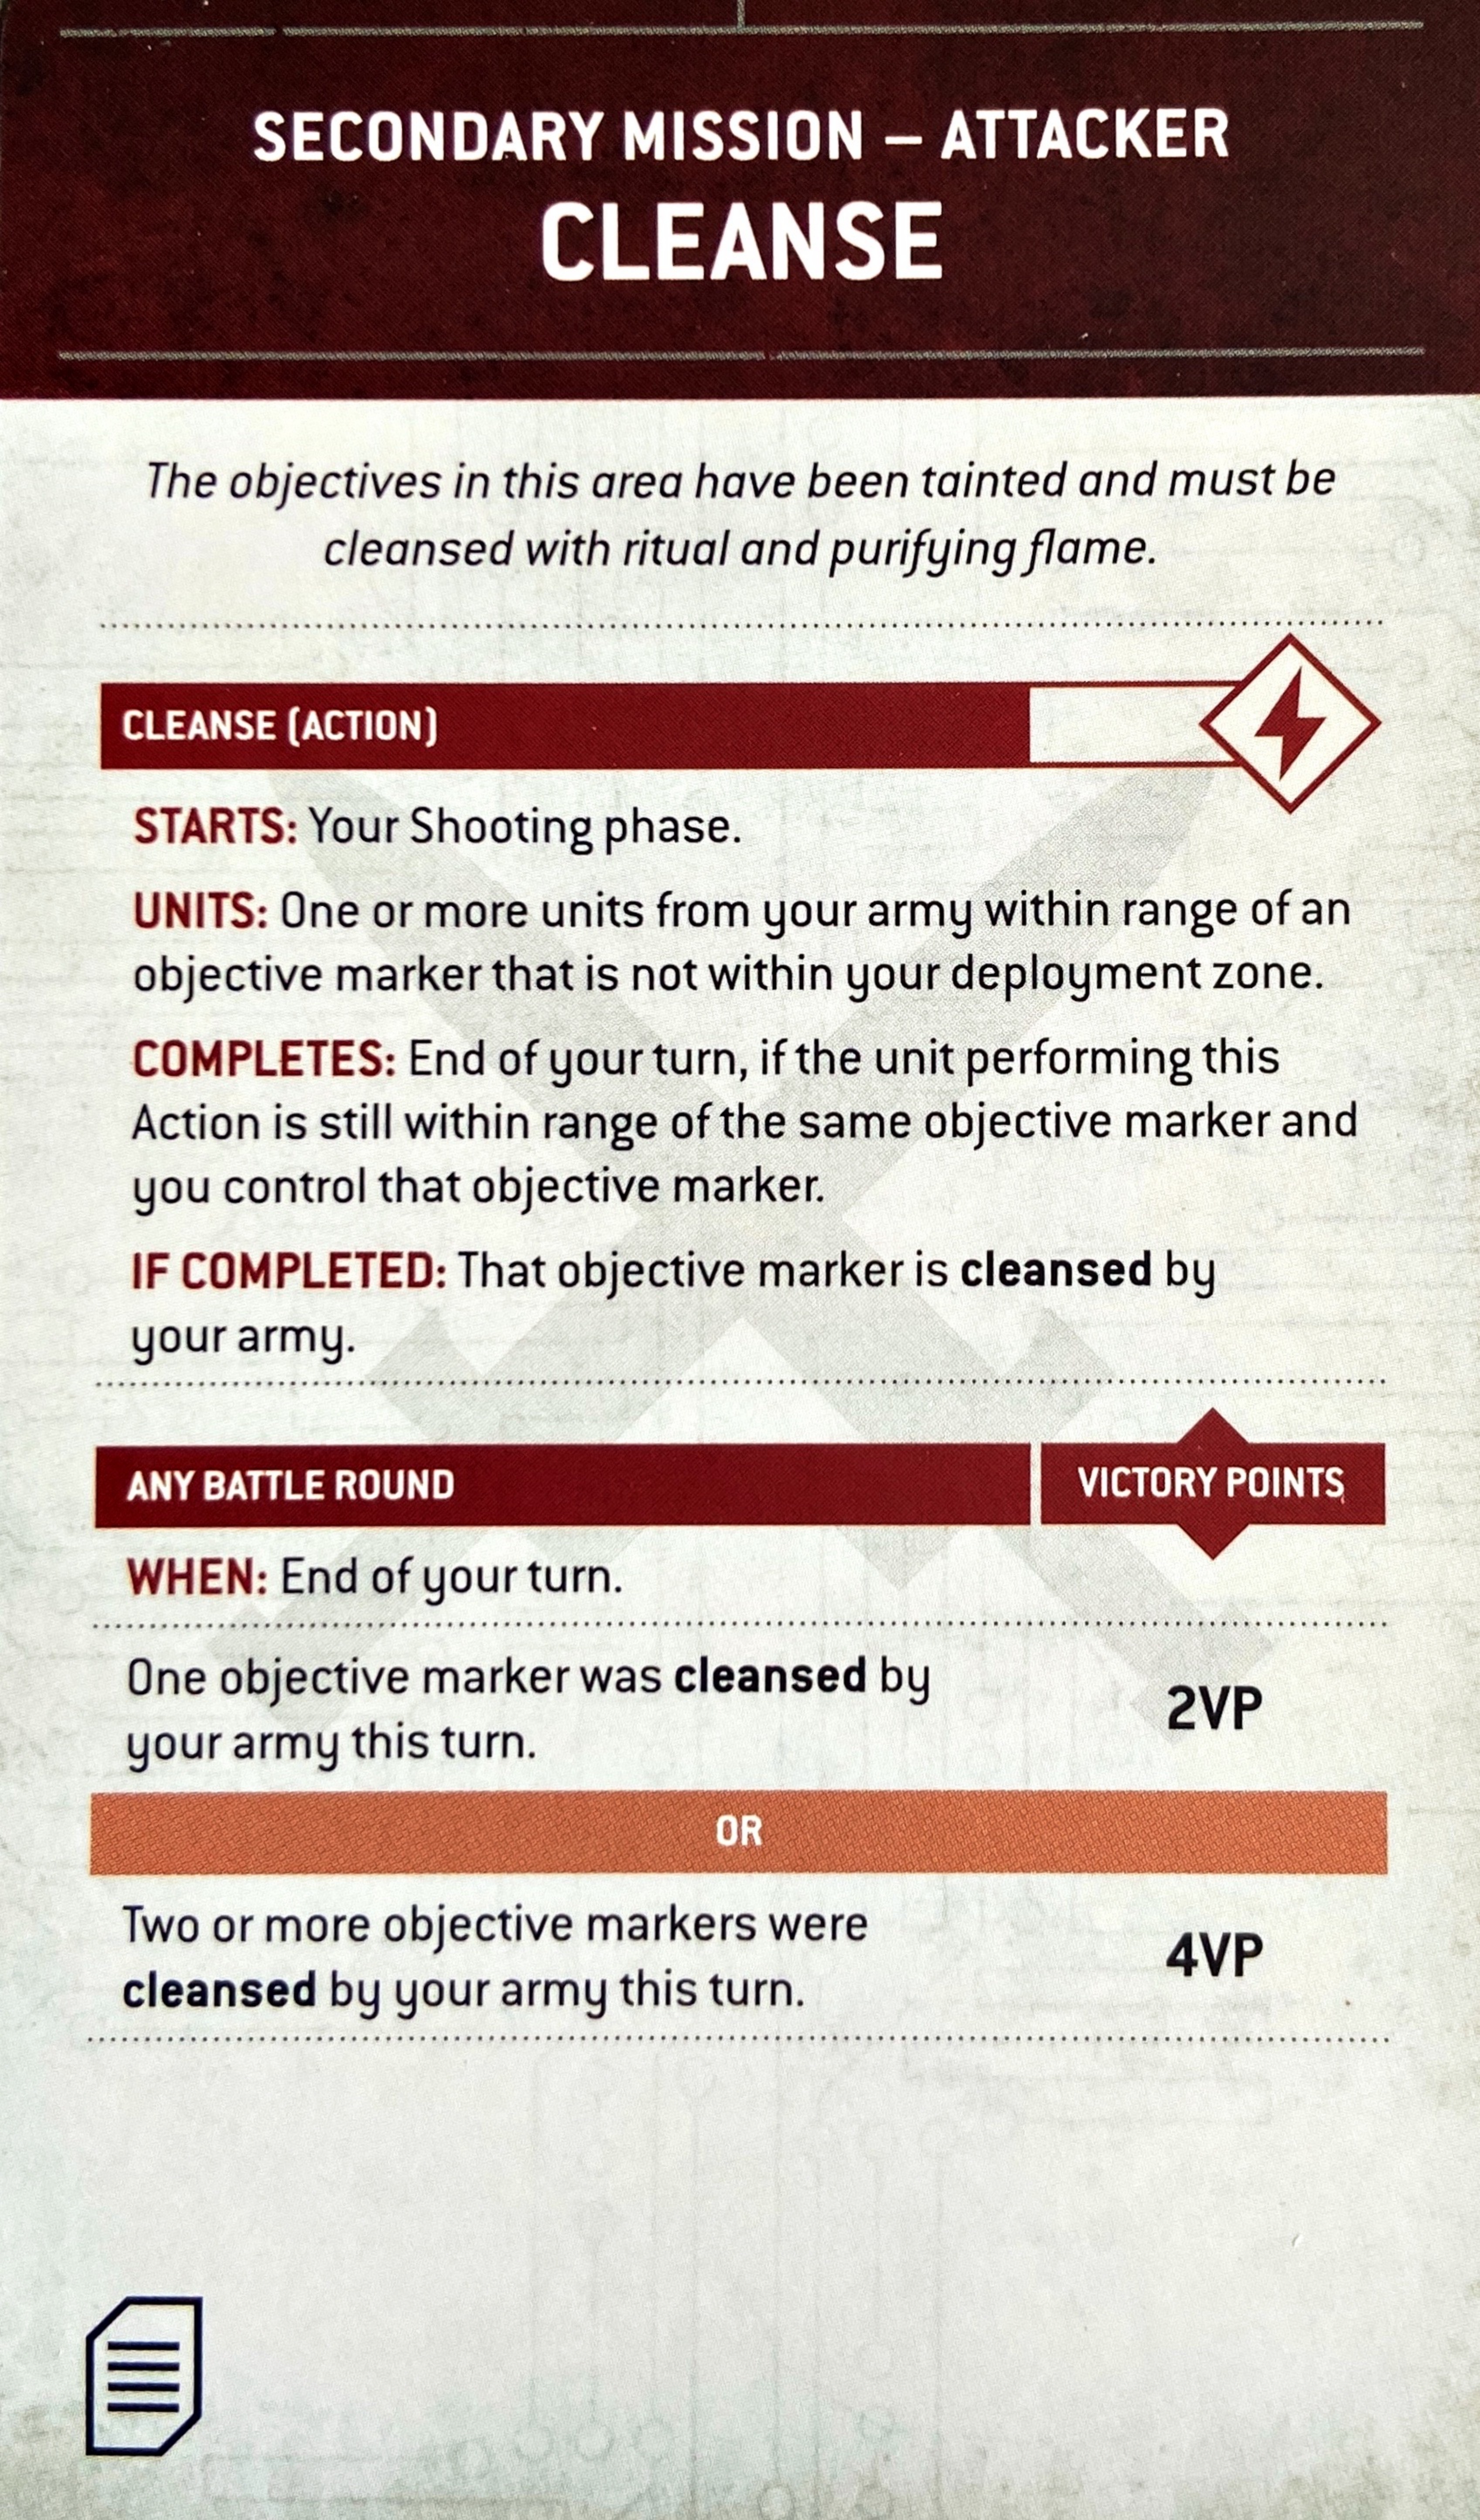 SECONDARY MISSION – ATTACKER
CLEANSE
The objectives in this area have been tainted and must be
cleansed with ritual and purifying flame.
CLEANSE (ACTION)
STARTS: Your Shooting phase.
UNITS: One or more units from your army within range of an
objective marker that is not within your deployment zone.
COMPLETES: End of your turn, if the unit performing this
Action is still within range of the same objective marker and
you control that objective marker.
IF COMPLETED: That objective marker is cleansed by
your army.
ANY BATTLE ROUND VICTORY POINTS
WHEN: End of your turn.
One objective marker was cleansed by
your army this turn.
2VP
OR
Two or more objective markers were
cleansed by your army this turn.
4VP